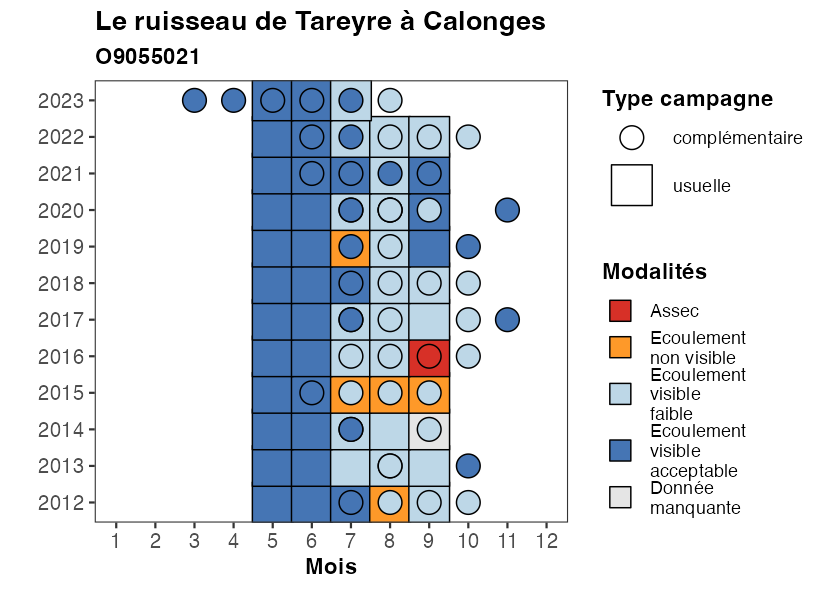 Le ruisseau de Tareyre à Calonges
O9055021
2023
2022
2021
2020
2019
2018
2017
2016
2015
2014
2013
2012
1 2 3 4 5 6 7 8 9 10 11 12
Mois
Type campagne
complémentaire
usuelle
Modalités
Assec
Ecoulement
non visible
Ecoulement
visible
faible
Ecoulement
visible
acceptable
Donnée
manquante